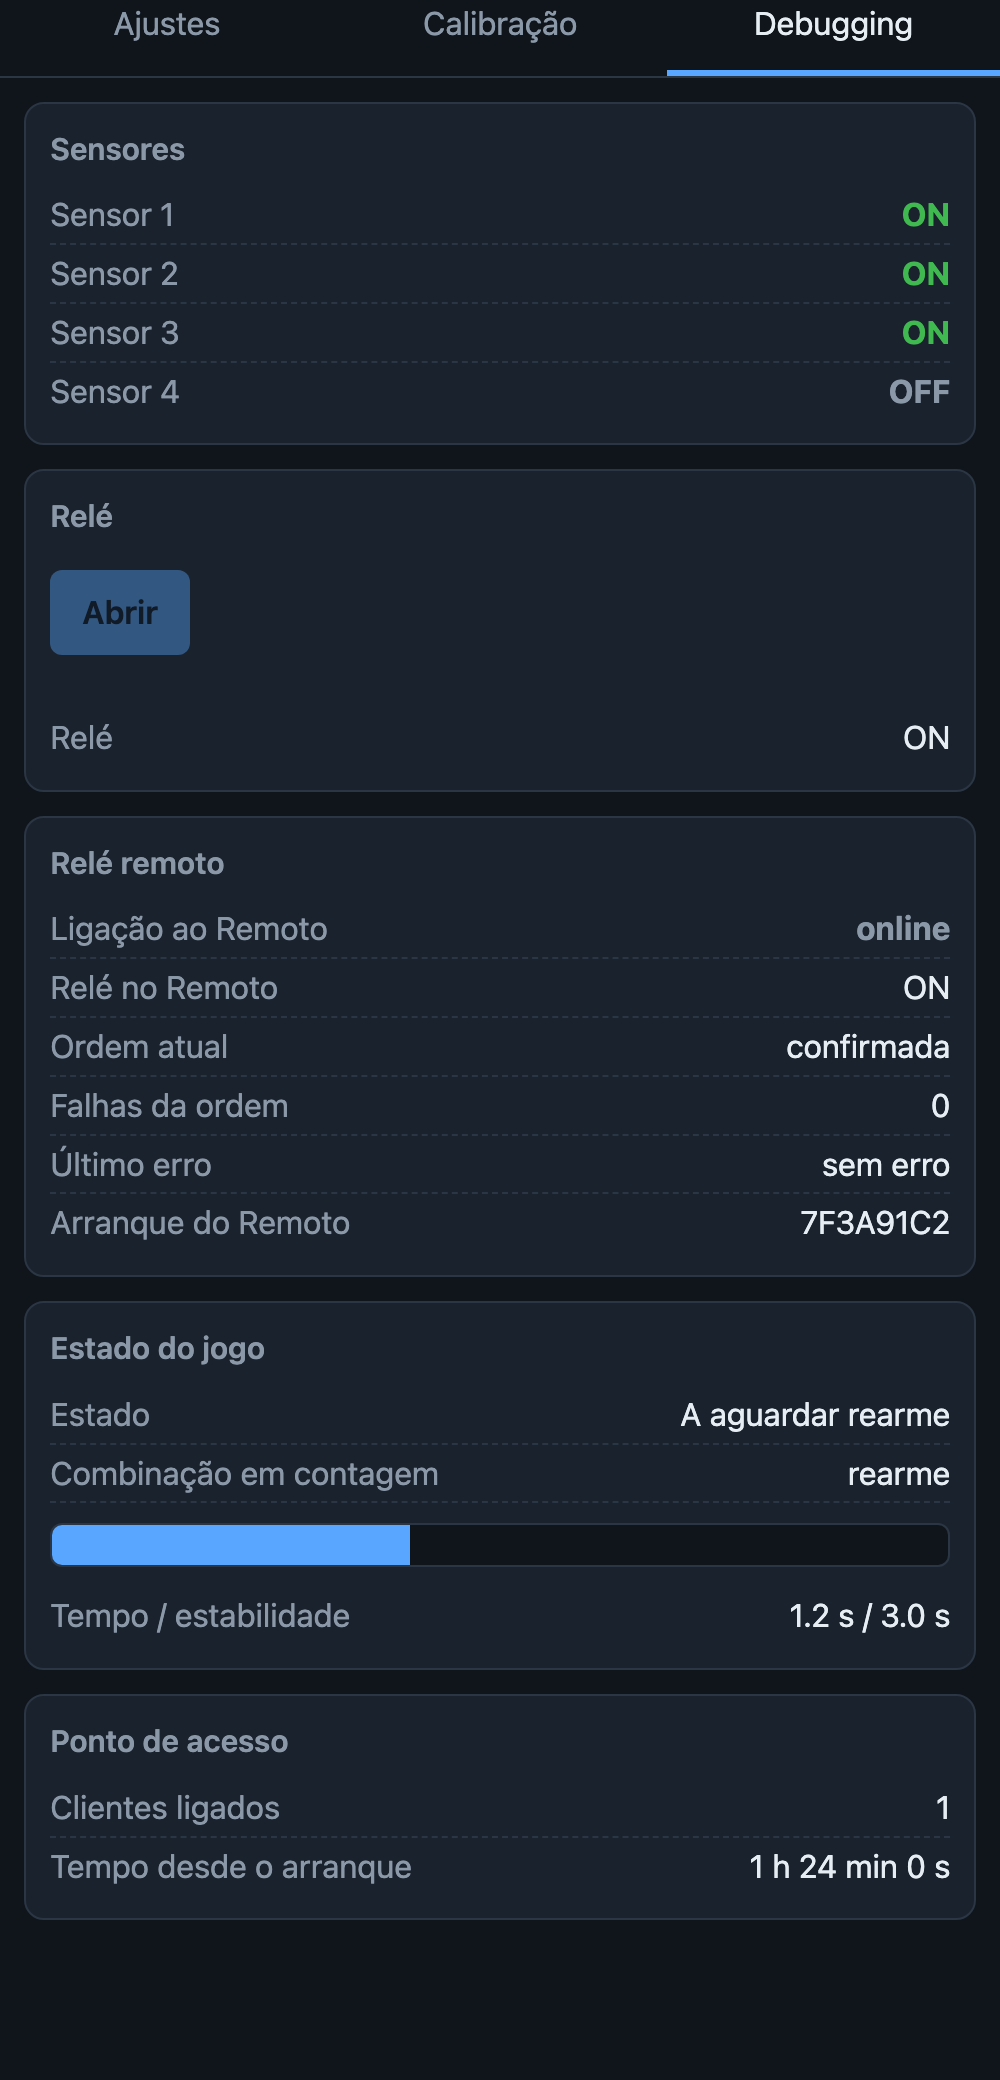 Ajustes Calibração Debugging
Sensores
Sensor 1 ON
Sensor 2 ON
Sensor 3 ON
Sensor 4 OFF
Relé
Abrir
Relé ON
Relé remoto
Ligação ao Remoto online
Relé no Remoto ON
Ordem atual confirmada
Falhas da ordem 0
Último erro sem erro
Arranque do Remoto 7F3A91C2
Estado do jogo
Estado A aguardar rearme
Combinação em contagem rearme
Tempo / estabilidade 1.2 s / 3.0 s
Ponto de acesso
Clientes ligados 1
Tempo desde o arranque 1 h 24 min 0 s